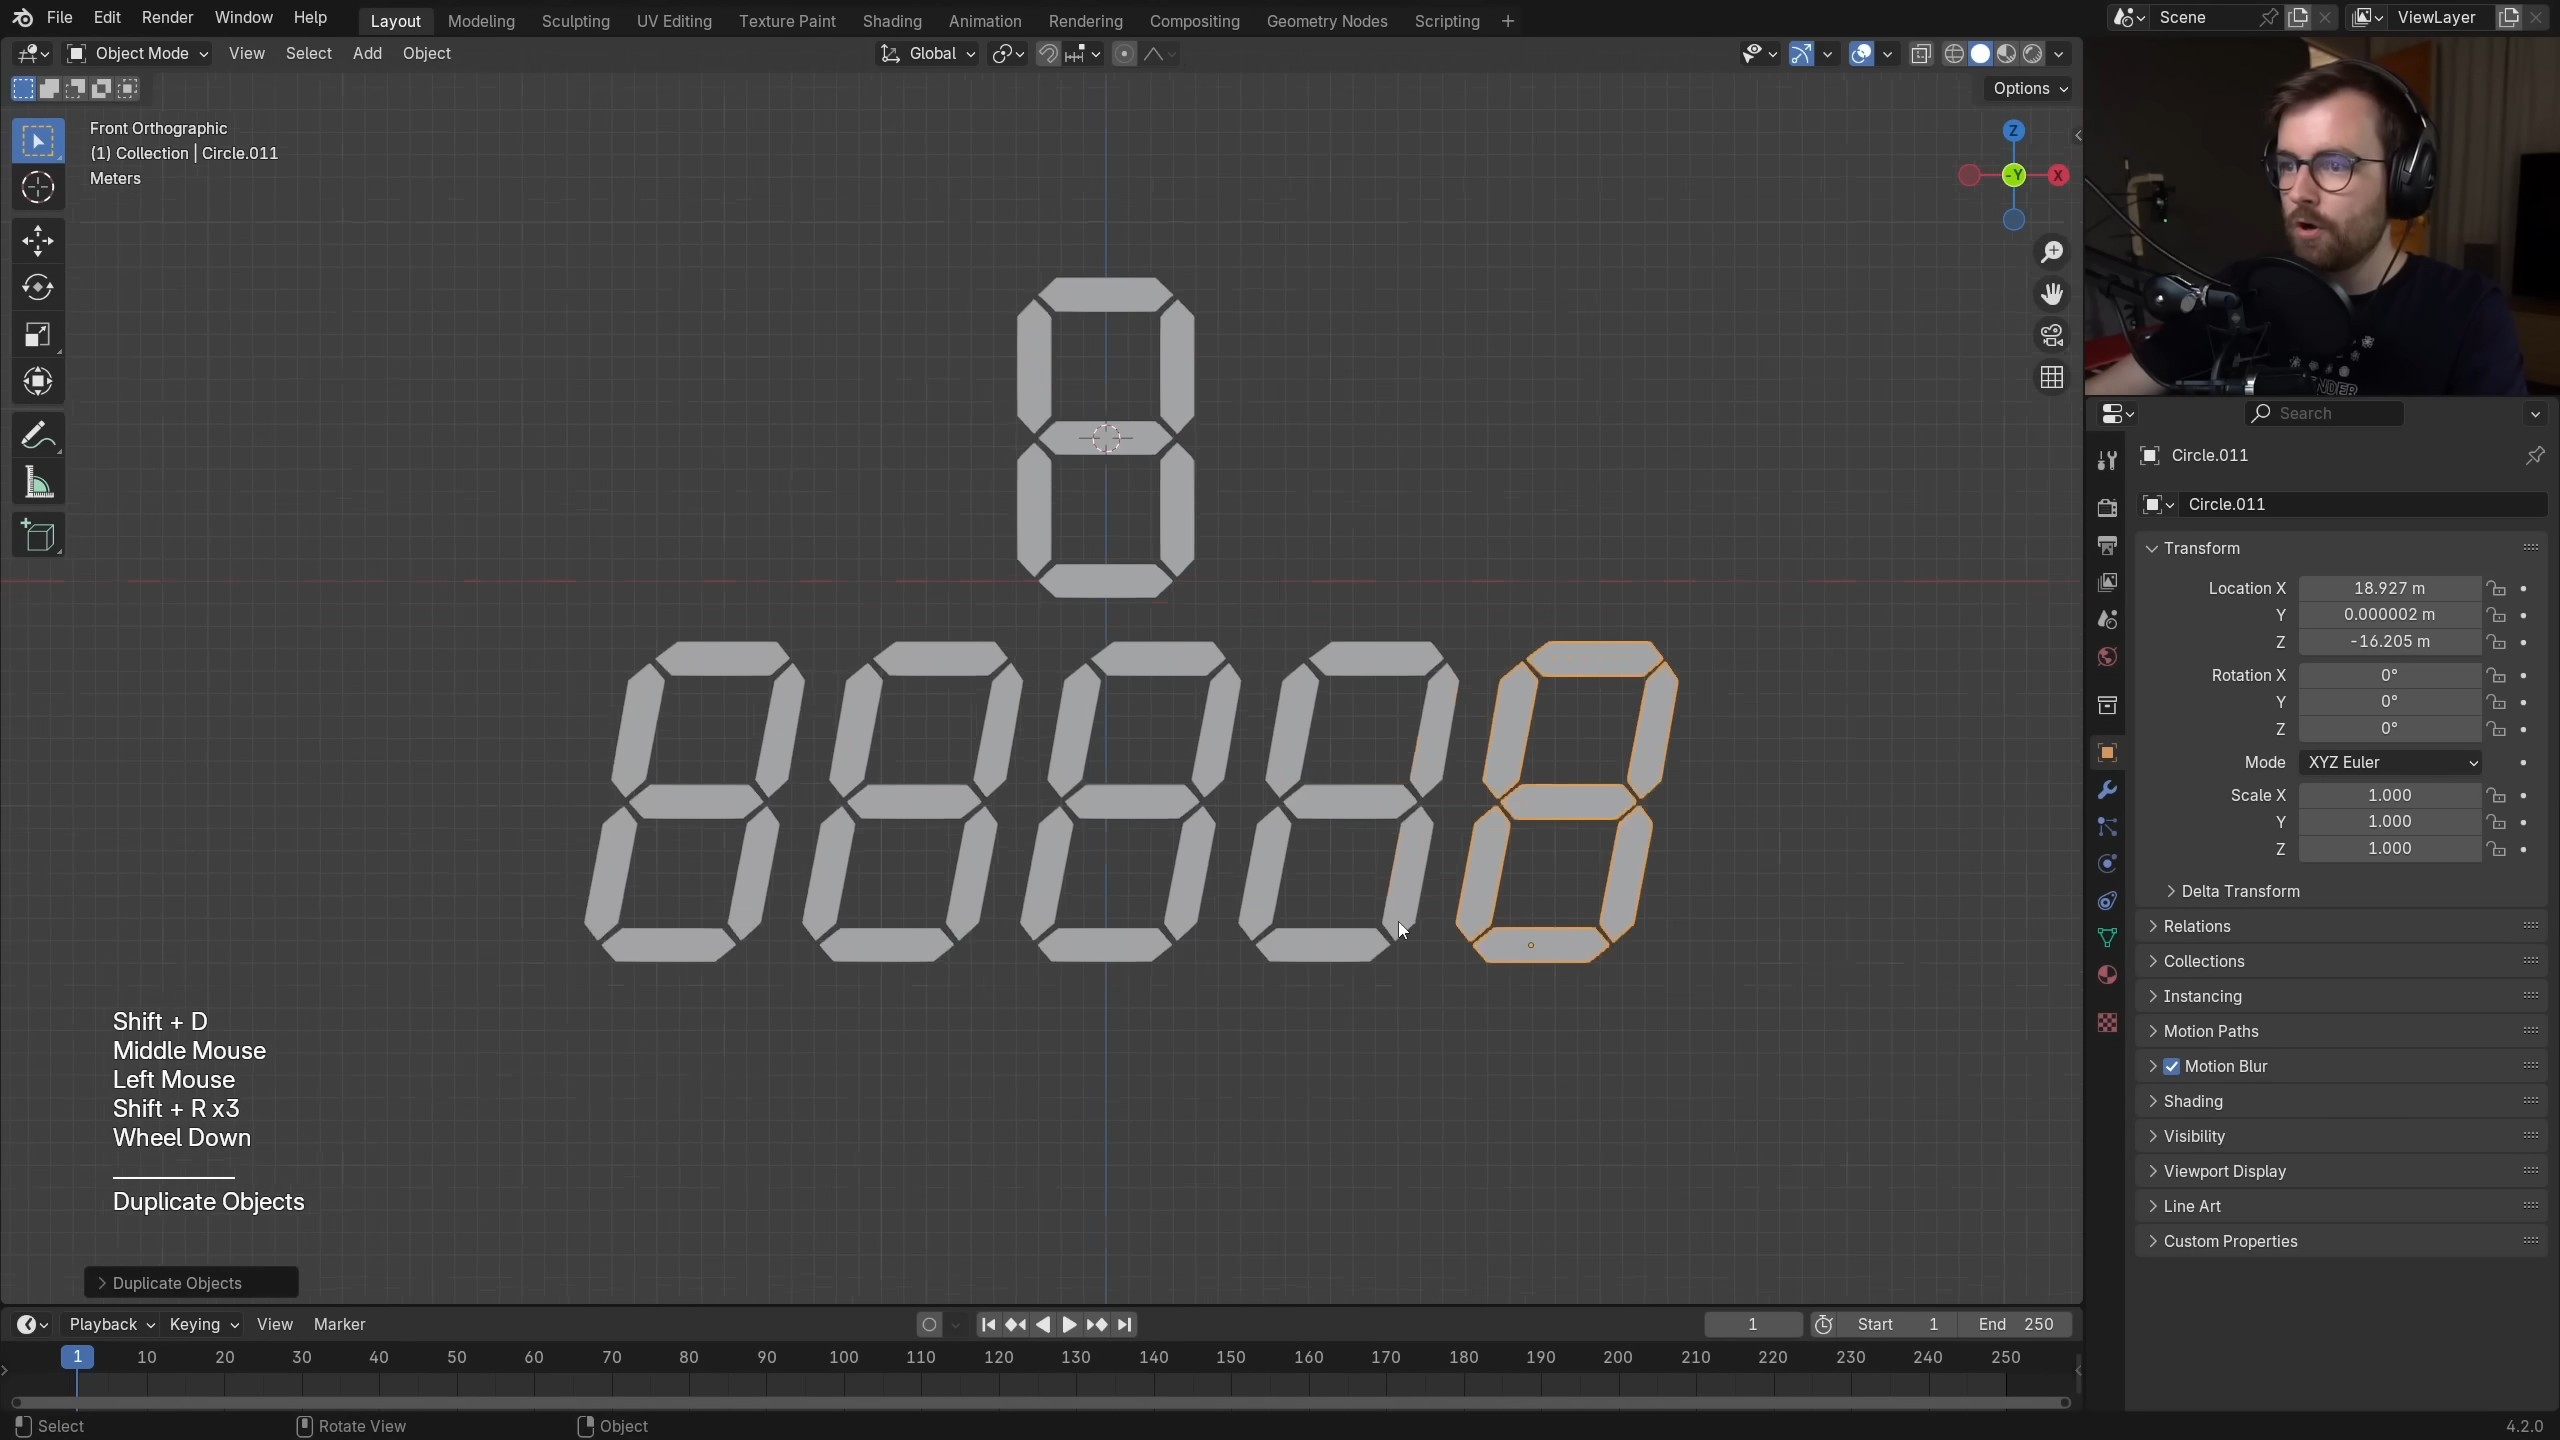 File Edit Render Window Help Layout Modeling Sculpting UV Editing Texture Paint Shading Animation Rendering Compositing Geometry Nodes Scripting + Scene ViewLayer
Object Mode View Select Add Object Global
Options
Front Orthographic
(1) Collection | Circle.011
Meters
Z
-Y X
Search
Circle.011
Circle.011
Transform
Location X 18.927 m
Y 0.000002 m
Z -16.205 m
Rotation X 0°
Y 0°
Z 0°
Mode XYZ Euler
Scale X 1.000
Y 1.000
Z 1.000
Delta Transform
Relations
Collections
Instancing
Motion Paths
Motion Blur
Shading
Visibility
Viewport Display
Line Art
Custom Properties
8
88888
Shift + D
Middle Mouse
Left Mouse
Shift + R x3
Wheel Down
Duplicate Objects
Duplicate Objects
Playback Keying View Marker 1 Start 1 End 250
1 10 20 30 40 50 60 70 80 90 100 110 120 130 140 150 160 170 180 190 200 210 220 230 240 250
Select Rotate View Object 4.2.0